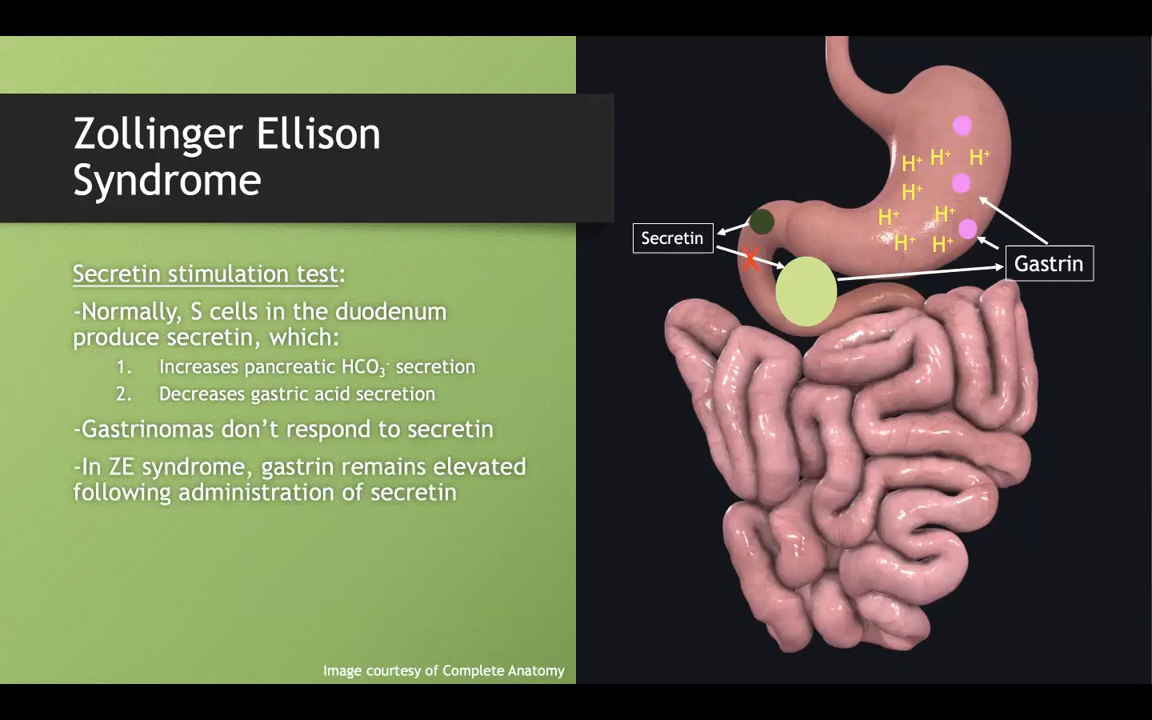 Zollinger Ellison
Syndrome
Secretin stimulation test:
-Normally, S cells in the duodenum
produce secretin, which:
1. Increases pancreatic HCO₃⁻ secretion
2. Decreases gastric acid secretion
-Gastrinomas don't respond to secretin
-In ZE syndrome, gastrin remains elevated
following administration of secretin
Image courtesy of Complete Anatomy
H⁺ H⁺ H⁺
H⁺
H⁺ H⁺
H⁺ H⁺
Secretin
X
Gastrin